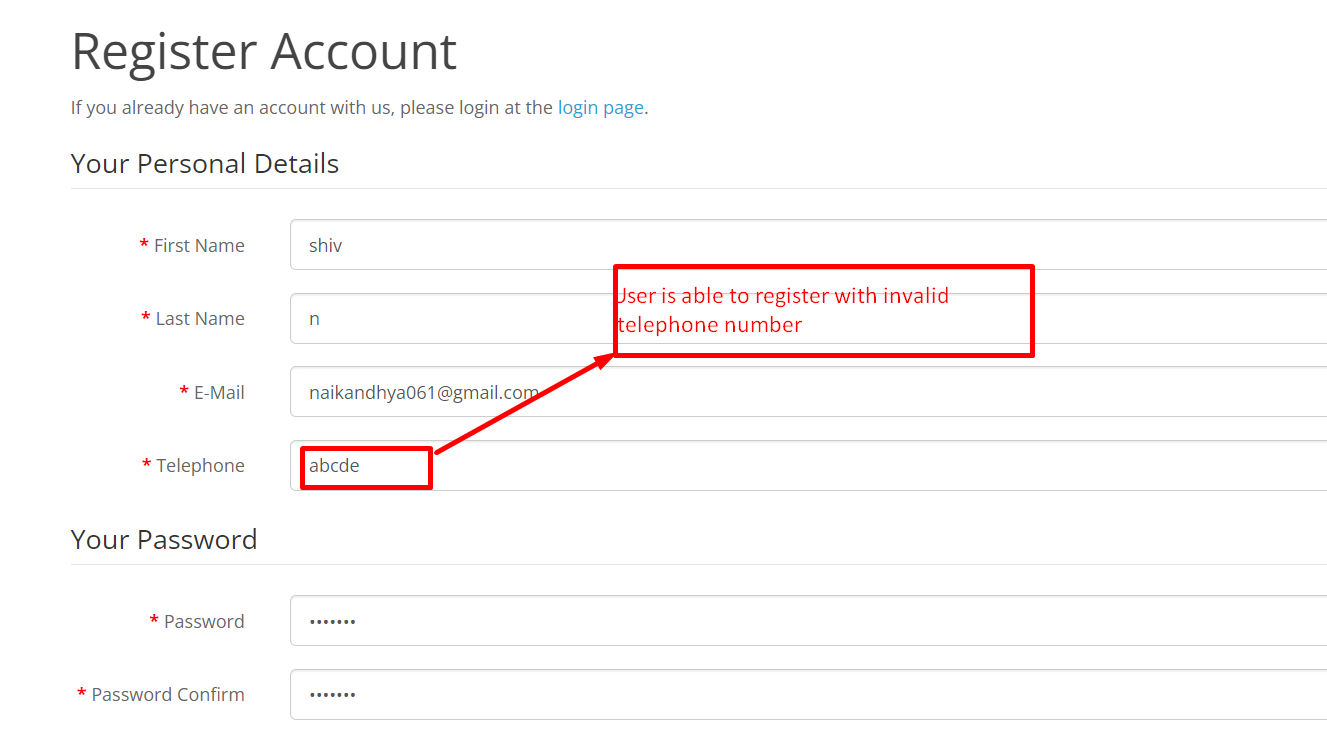 Register Account
If you already have an account with us, please login at the login page.
Your Personal Details
* First Name
shiv
User is able to register with invalid
telephone number
* Last Name
n
* E-Mail
naikandhya061@gmail.com
* Telephone
abcde
Your Password
* Password
•••••••
* Password Confirm
•••••••